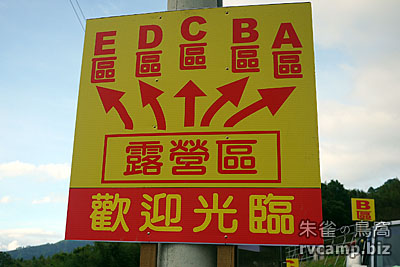 E D C B A
區 區 區 區 區
露營區
歡迎光臨
B
區
朱雀の鳥窩
rvcamp.biz